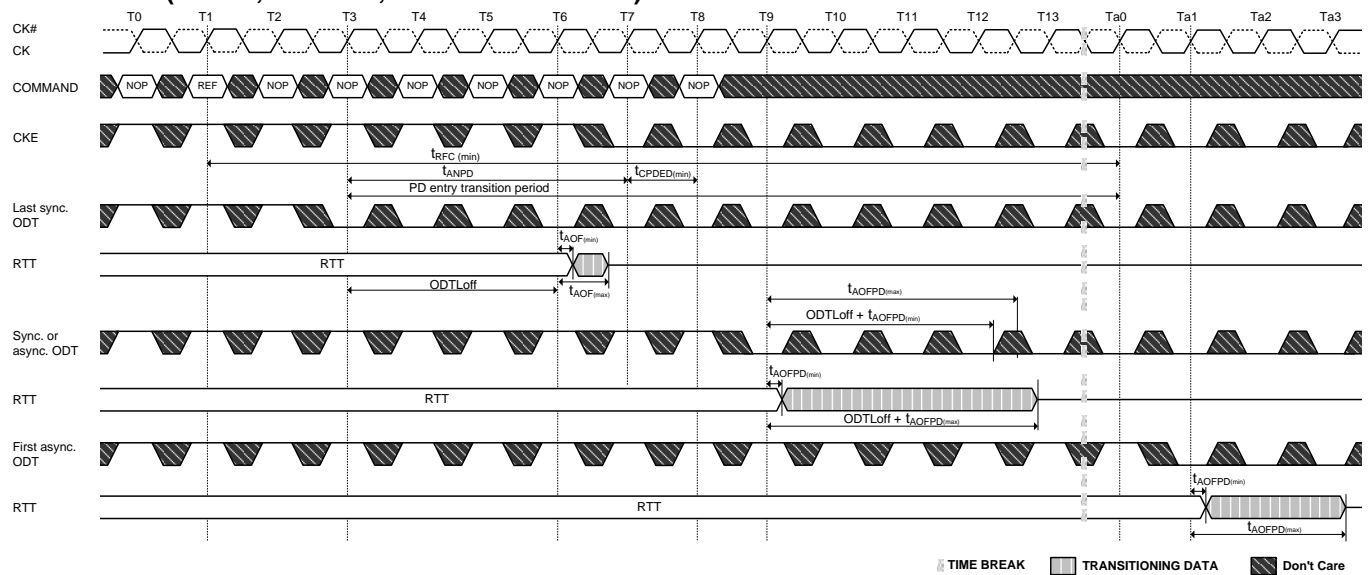 T0 T1 T2 T3 T4 T5 T6 T7 T8 T9 T10 T11 T12 T13 Ta0 Ta1 Ta2 Ta3
CK#
CK
COMMAND NOP REF NOP NOP NOP NOP NOP NOP NOP
CKE
tRFC (min)
tANPD tCPDED(min)
PD entry transition period
Last sync.
ODT
tAOF(min)
RTT RTT
ODTLoff tAOF(max)
tAOFPD(max)
ODTLoff + tAOFPD(min)
Sync. or
async. ODT
tAOFPD(min)
RTT RTT
ODTLoff + tAOFPD(max)
First async.
ODT
tAOFPD(min)
RTT RTT
tAOFPD(max)
TIME BREAK TRANSITIONING DATA Don't Care